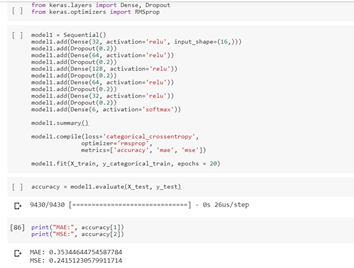 from keras.layers import Dense, Dropout
[ ] from keras.optimizers import RMSprop
[ ] model1 = Sequential()
model1.add(Dense(32, activation='relu', input_shape=(16,)))
model1.add(Dropout(0.2))
model1.add(Dense(64, activation='relu'))
model1.add(Dropout(0.2))
model1.add(Dense(128, activation='relu'))
model1.add(Dropout(0.2))
model1.add(Dense(64, activation='relu'))
model1.add(Dropout(0.2))
model1.add(Dense(32, activation='relu'))
model1.add(Dropout(0.2))
model1.add(Dense(6, activation='softmax'))
model1.summary()
model1.compile(loss='categorical_crossentropy',
optimizer='rmsprop',
metrics=['accuracy', 'mae', 'mse'])
model1.fit(X_train, y_categorical_train, epochs = 20)
[ ] accuracy = model1.evaluate(X_test, y_test)
9430/9430 [==============================] - 0s 26us/step
[86] print("MAE:", accuracy[1])
print("MSE:", accuracy[2])
MAE: 0.35344644754587784
MSE: 0.24151230579911714